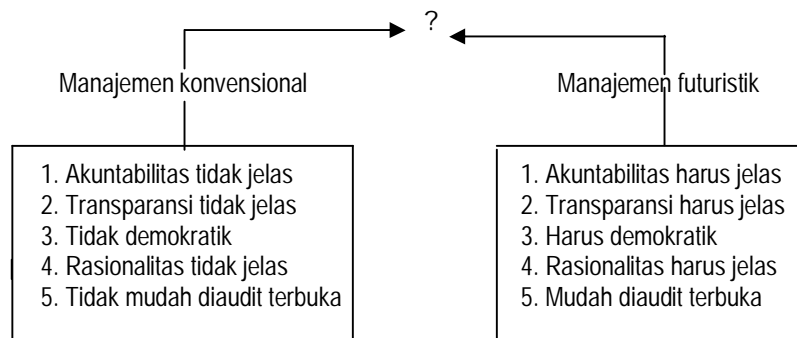 ?
Manajemen konvensional
Manajemen futuristik
1. Akuntabilitas tidak jelas
2. Transparansi tidak jelas
3. Tidak demokratik
4. Rasionalitas tidak jelas
5. Tidak mudah diaudit terbuka
1. Akuntabilitas harus jelas
2. Transparansi harus jelas
3. Harus demokratik
4. Rasionalitas harus jelas
5. Mudah diaudit terbuka